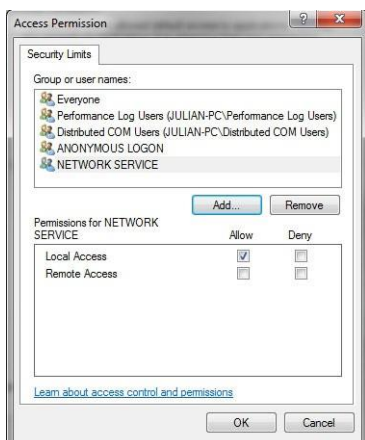 Access Permission
Security Limits
Group or user names:
Everyone
Performance Log Users (JULIAN-PC\Performance Log Users)
Distributed COM Users (JULIAN-PC\Distributed COM Users)
ANONYMOUS LOGON
NETWORK SERVICE
Add... Remove
Permissions for NETWORK
SERVICE Allow Deny
Local Access
Remote Access
Learn about access control and permissions
OK Cancel